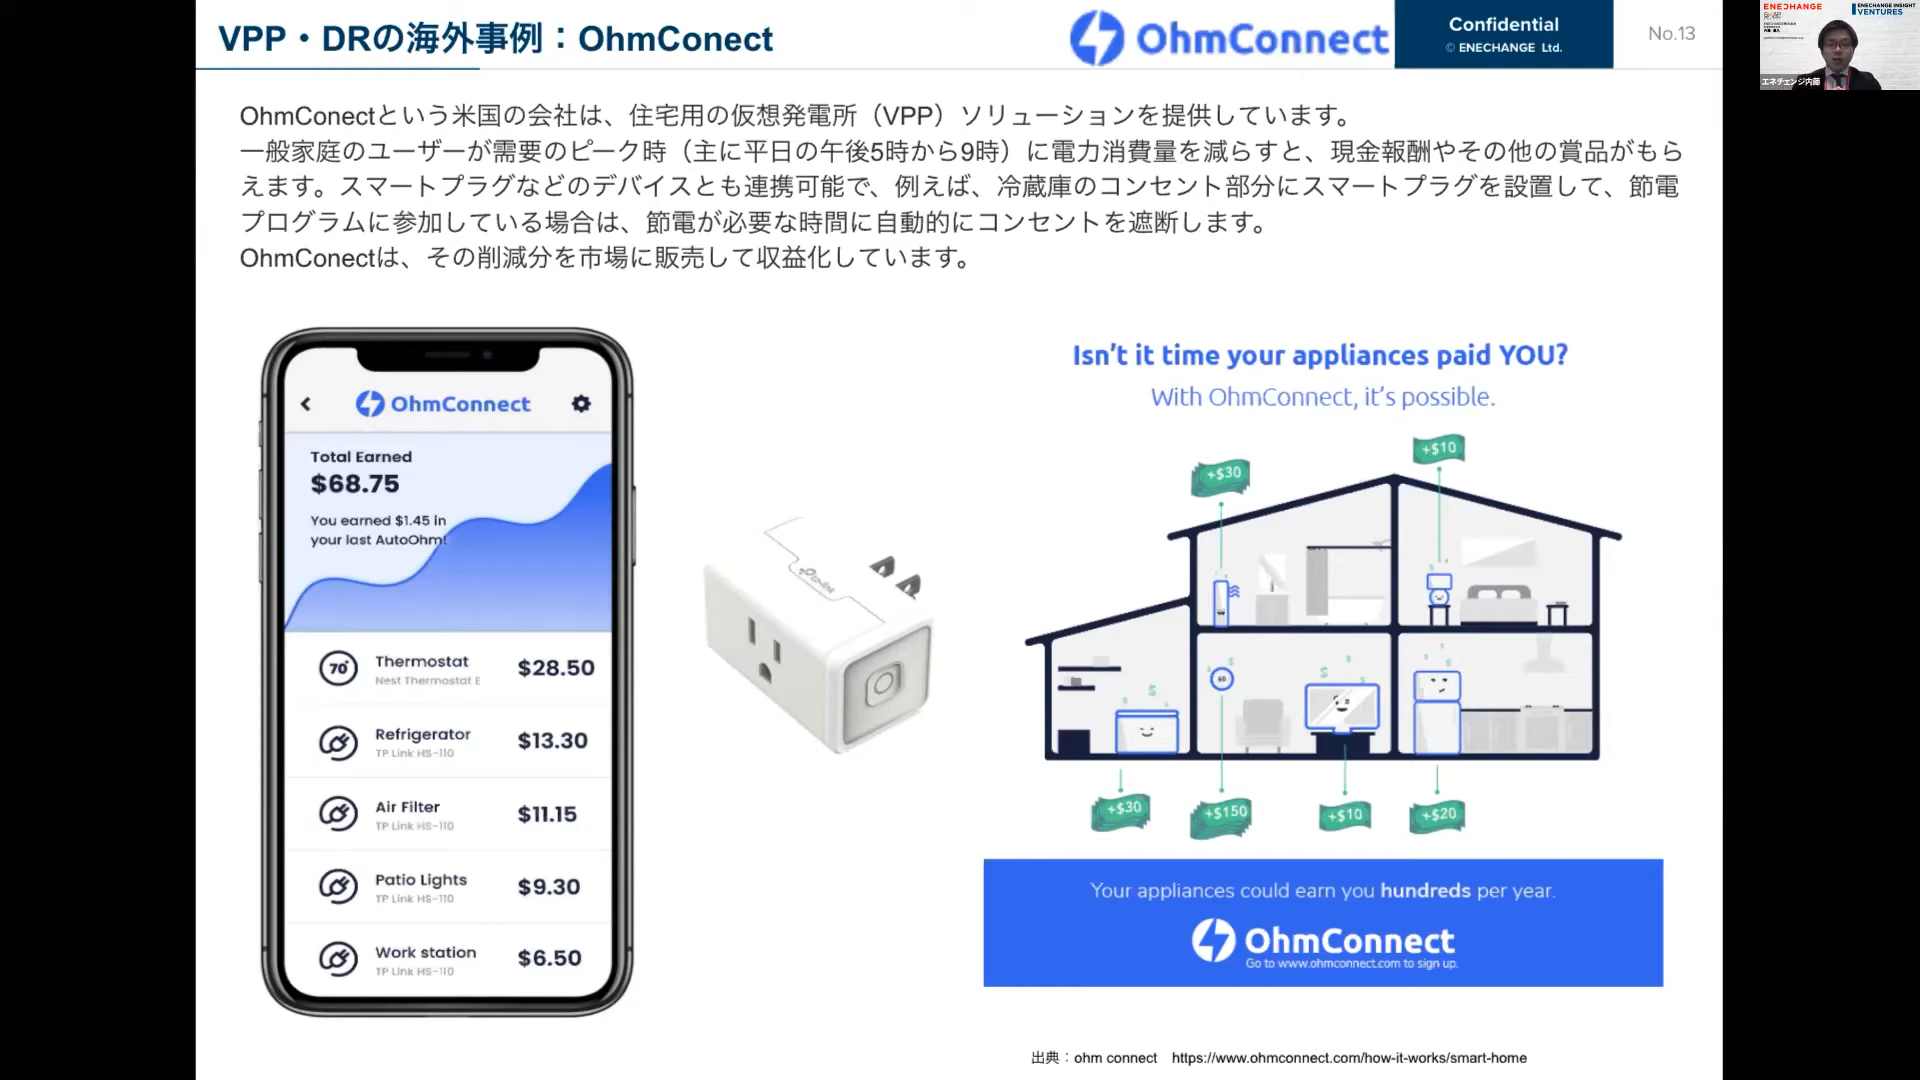 VPP・DRの海外事例：OhmConect
OhmConnect
Confidential
© ENECHANGE Ltd.
No.13
ENECHANGE
ENECHANGE INSIGHT
VENTURES
エネチェンジ内藤
OhmConectという米国の会社は、住宅用の仮想発電所（VPP）ソリューションを提供しています。
一般家庭のユーザーが需要のピーク時（主に平日の午後5時から9時）に電力消費量を減らすと、現金報酬やその他の賞品がもら
えます。スマートプラグなどのデバイスとも連携可能で、例えば、冷蔵庫のコンセント部分にスマートプラグを設置して、節電
プログラムに参加している場合は、節電が必要な時間に自動的にコンセントを遮断します。
OhmConectは、その削減分を市場に販売して収益化しています。
OhmConnect
Total Earned
$68.75
You earned $1.45 in
your last AutoOhm!
70°
Thermostat
$28.50
Nest Thermostat E
Refrigerator
$13.30
TP Link HS-110
Air Filter
$11.15
TP Link HS-110
Patio Lights
$9.30
TP Link HS-110
Work station
$6.50
TP Link HS-110
tp-link
Isn't it time your appliances paid YOU?
With OhmConnect, it's possible.
+$30
+$10
+$30
+$150
+$10
+$20
Your appliances could earn you hundreds per year.
OhmConnect
Go to www.ohmconnect.com to sign up.
出典：ohm connect https://www.ohmconnect.com/how-it-works/smart-home